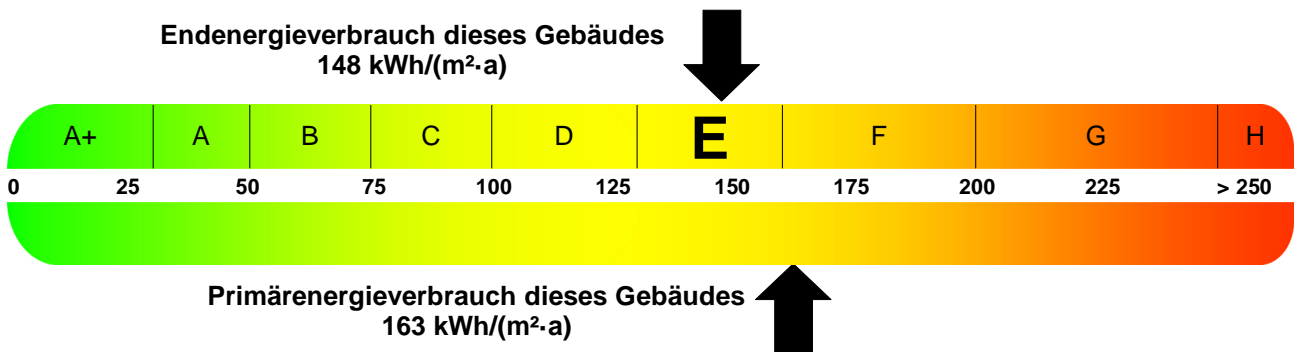 Endenergieverbrauch dieses Gebäudes
148 kWh/(m²·a)
A+ A B C D E F G H
0 25 50 75 100 125 150 175 200 225 > 250
Primärenergieverbrauch dieses Gebäudes
163 kWh/(m²·a)